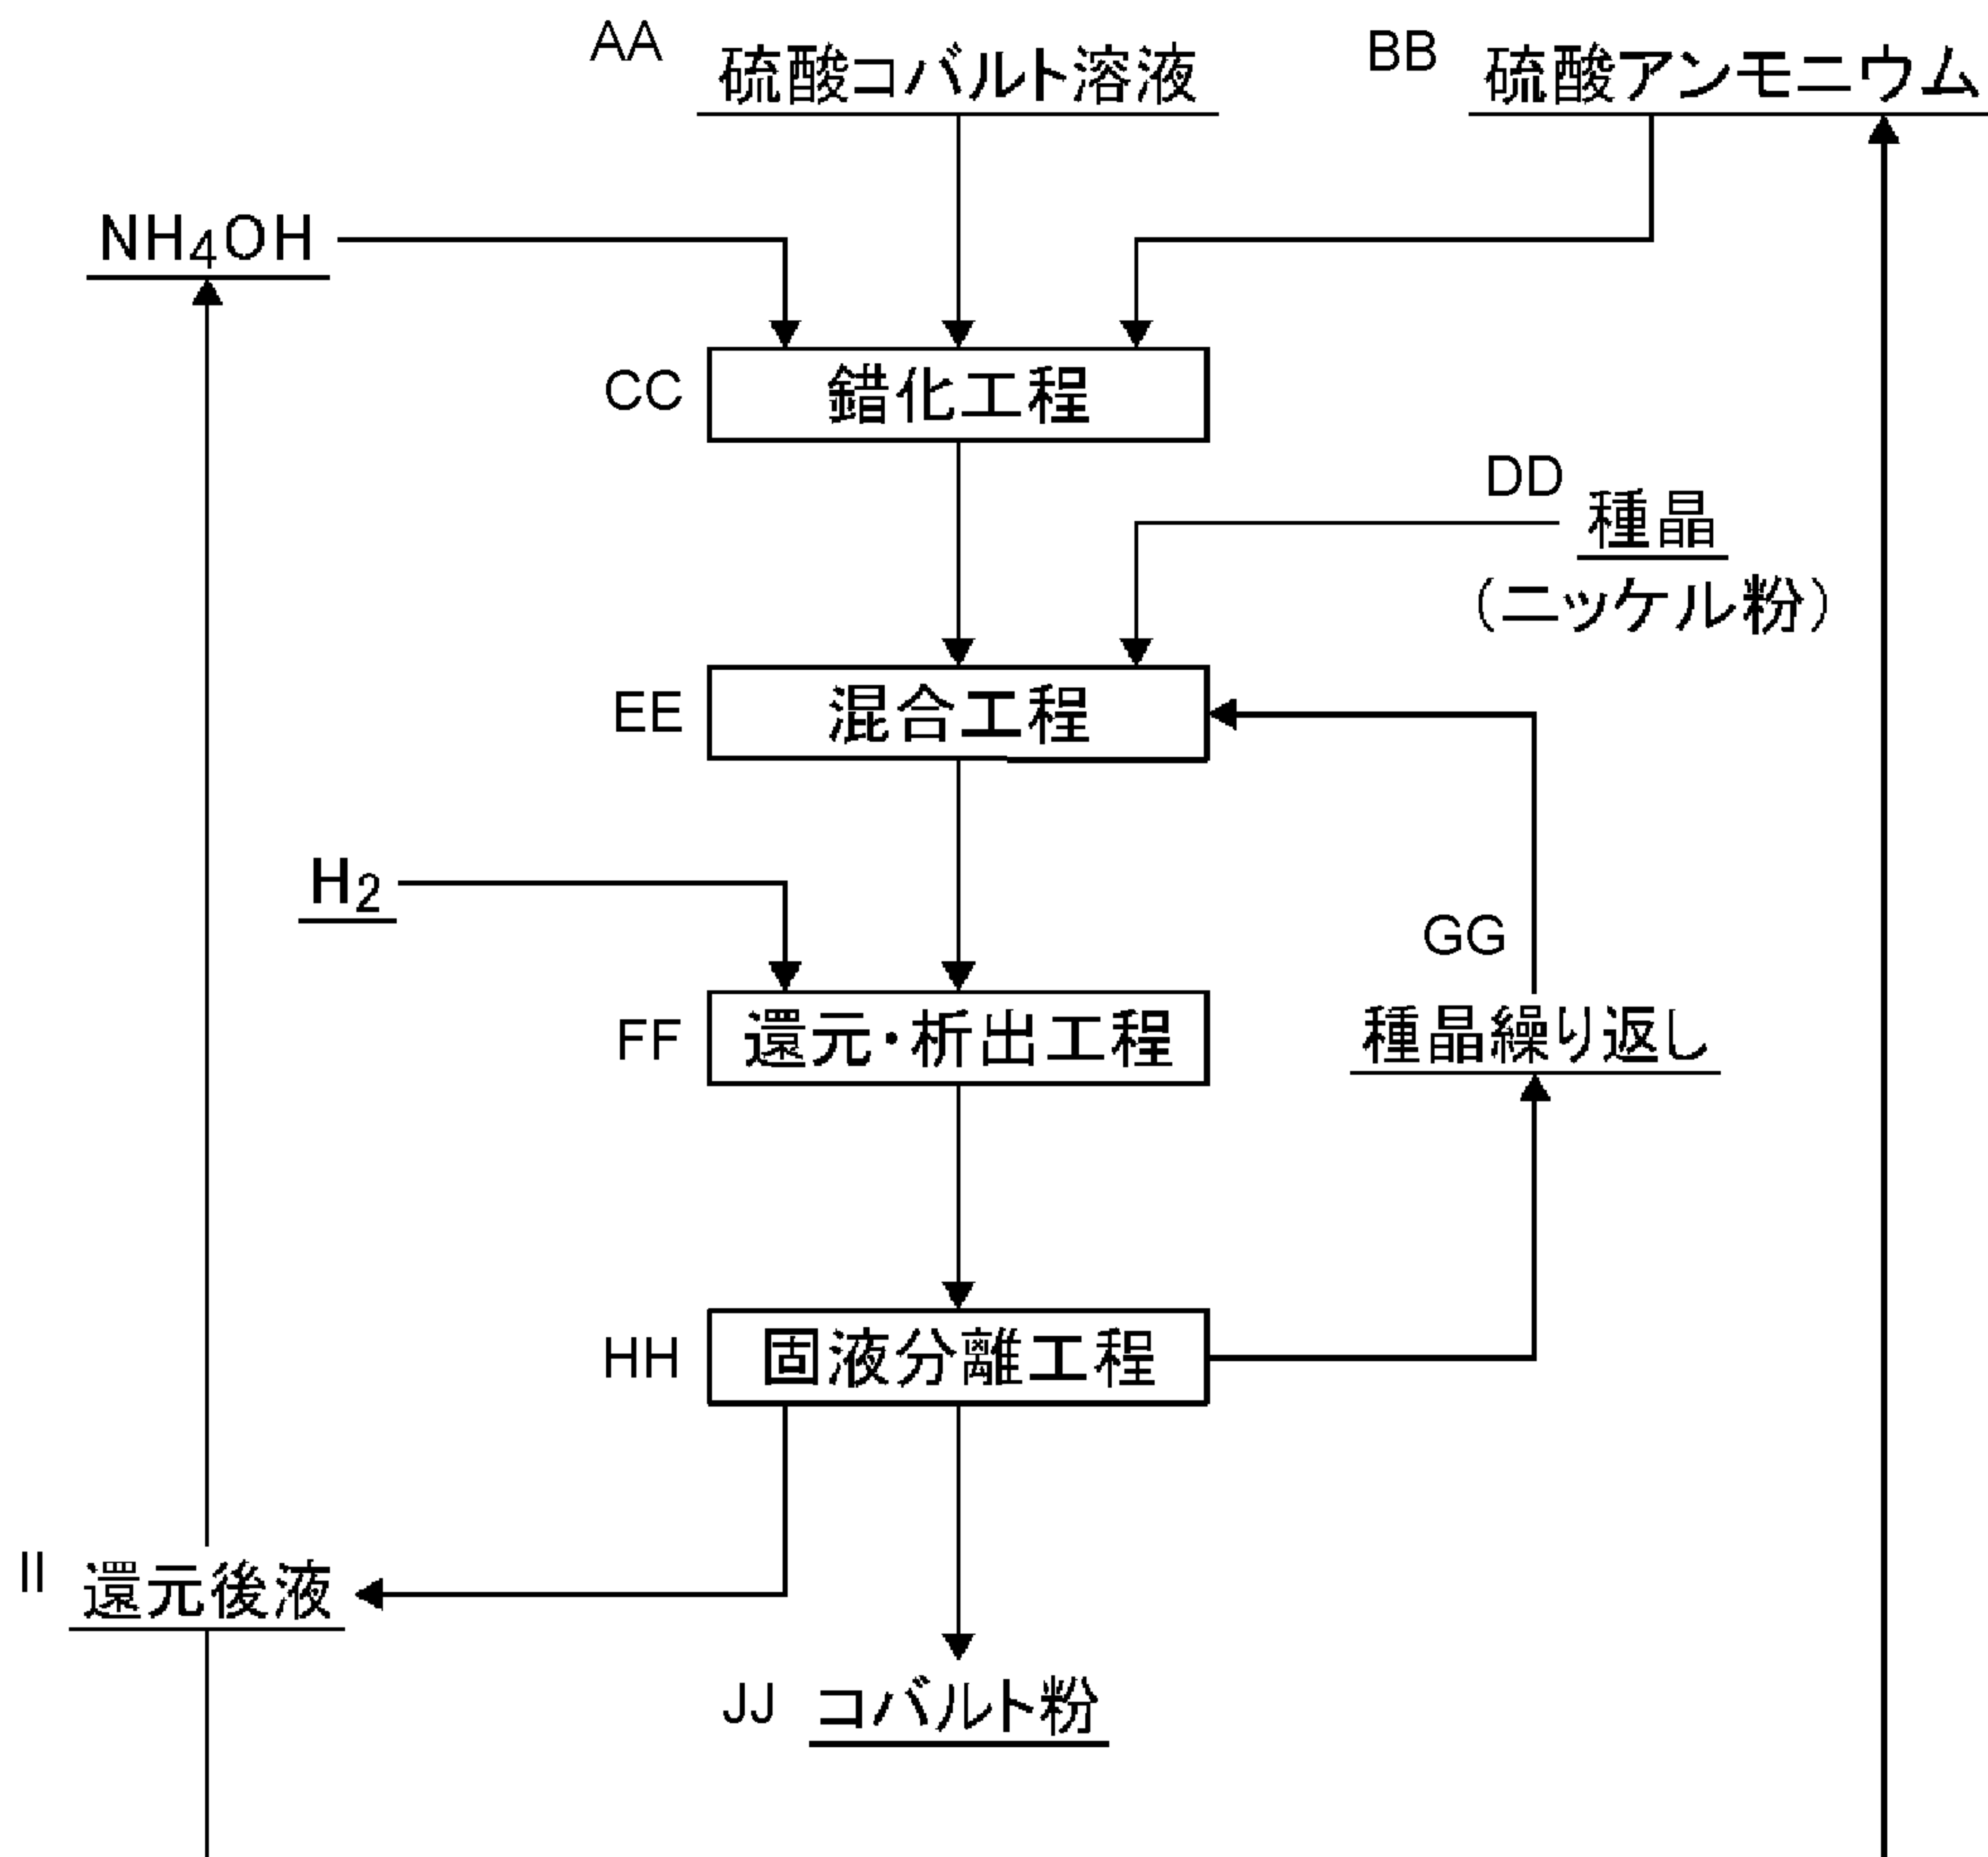 AA 硫酸コバルト溶液
BB 硫酸アンモニウム
NH4OH
CC 錯化工程
DD 種晶
(ニッケル粉)
EE 混合工程
H2
GG
種晶繰り返し
FF 還元・析出工程
HH 固液分離工程
II 還元後液
JJ コバルト粉